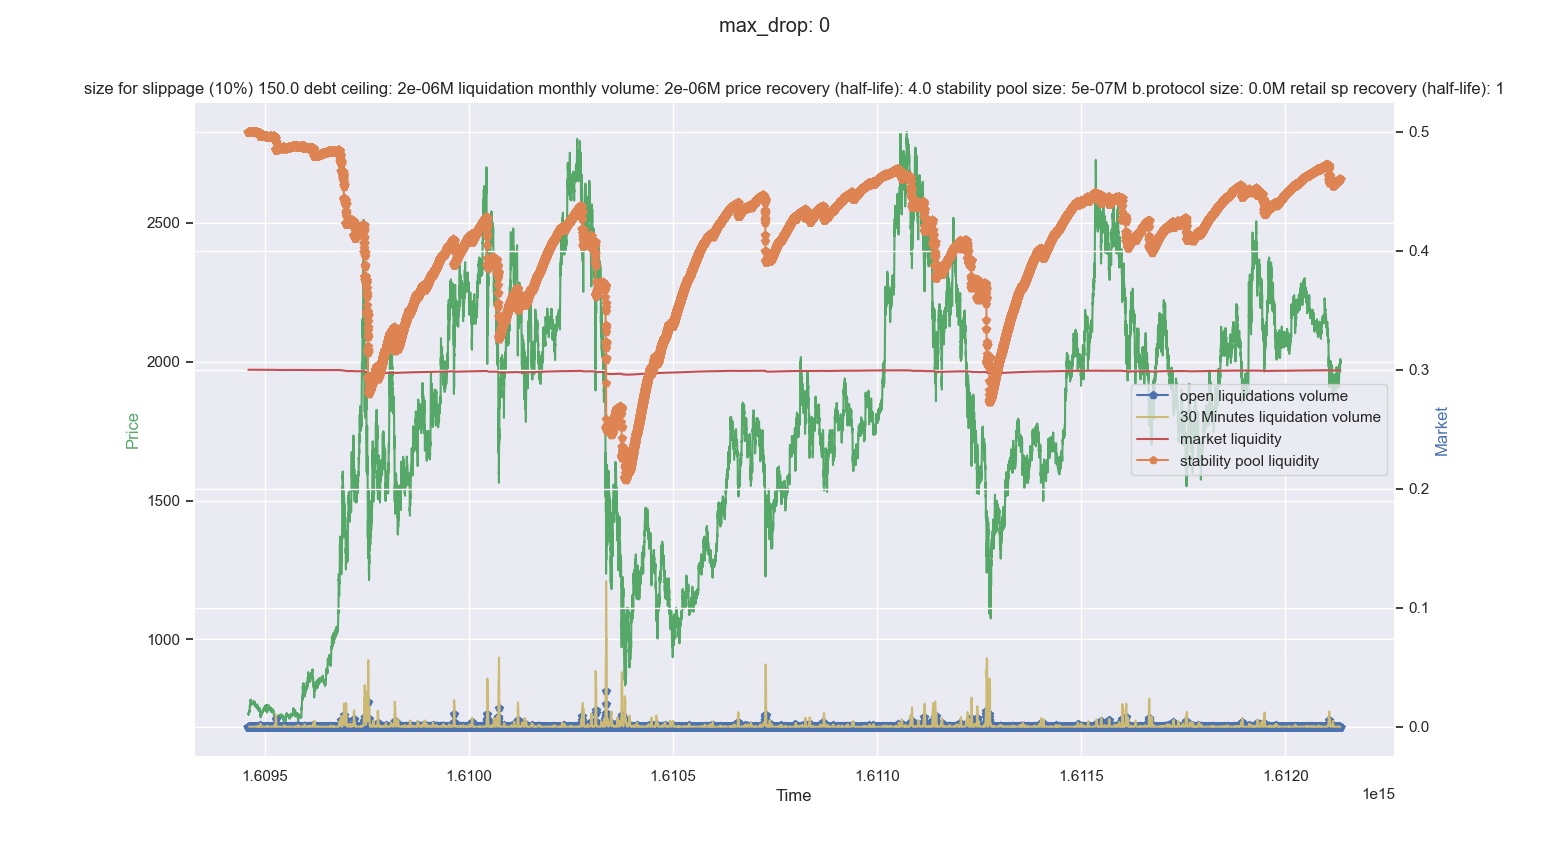 max_drop: 0
size for slippage (10%) 150.0 debt ceiling: 2e-06M liquidation monthly volume: 2e-06M price recovery (half-life): 4.0 stability pool size: 5e-07M b.protocol size: 0.0M retail sp recovery (half-life): 1
0.5
2500
0.4
2000
0.3
open liquidations volume
30 Minutes liquidation volume
market liquidity
stability pool liquidity
Price
Market
1500
0.2
1000
0.1
0.0
1.6095 1.6100 1.6105 1.6110 1.6115 1.6120
1e15
Time